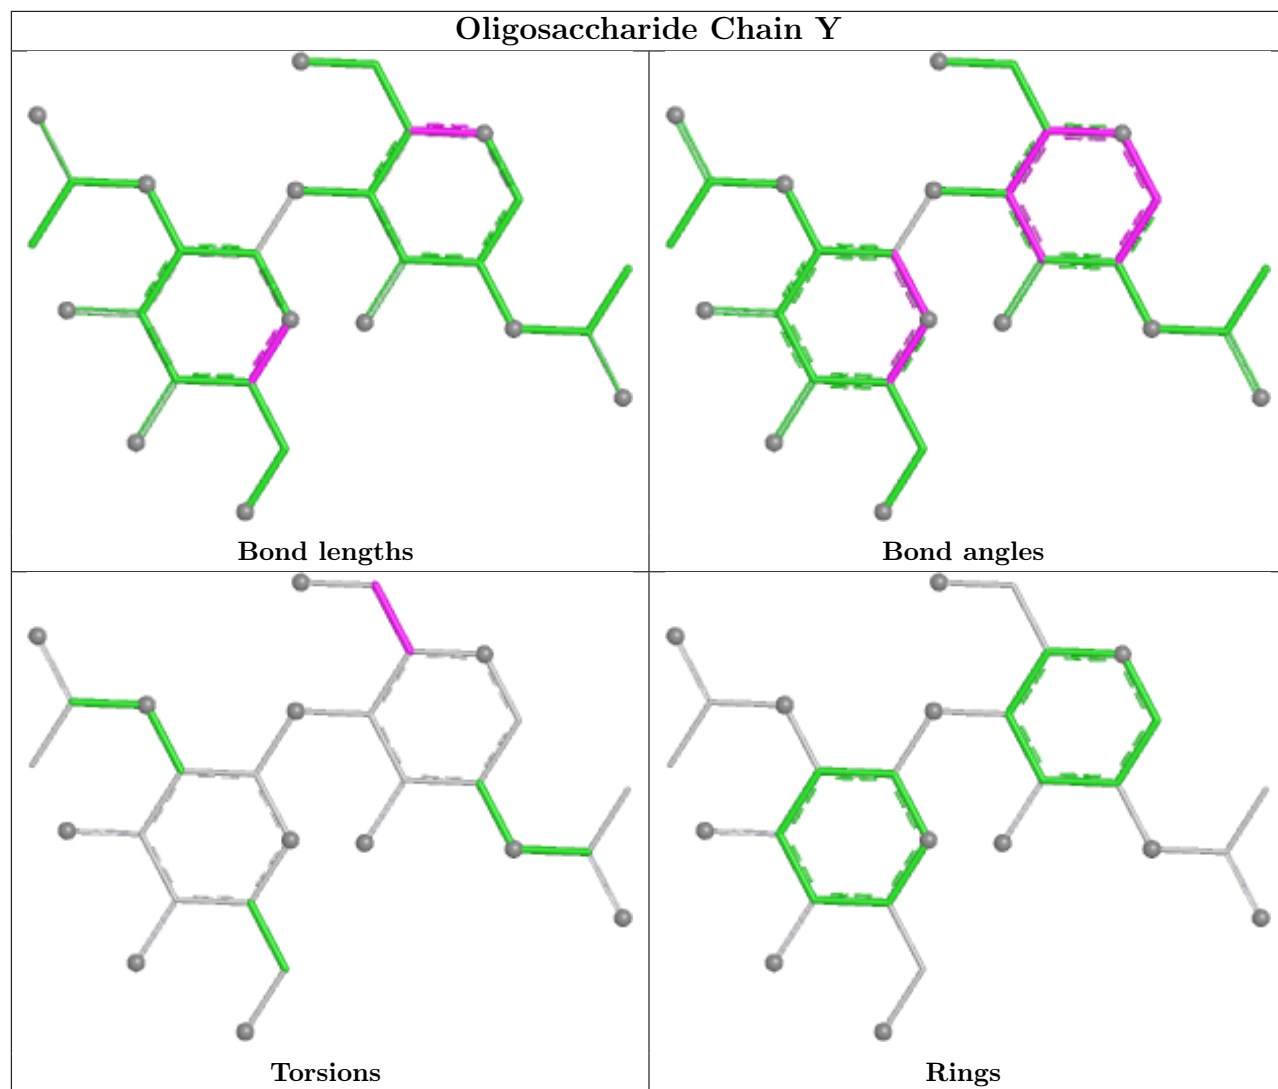 Oligosaccharide Chain Y
Bond lengths
Bond angles
Torsions
Rings